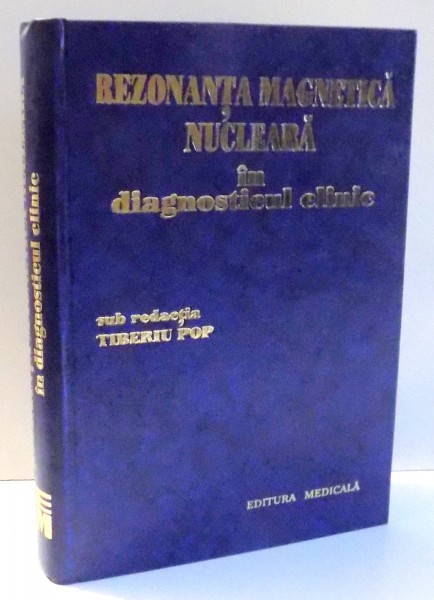 REZONANȚA MAGNETICĂ
NUCLEARĂ
în
diagnosticul clinic
sub redacția
TIBERIU POP
EDITURA MEDICALĂ
în diagnosticul clinic